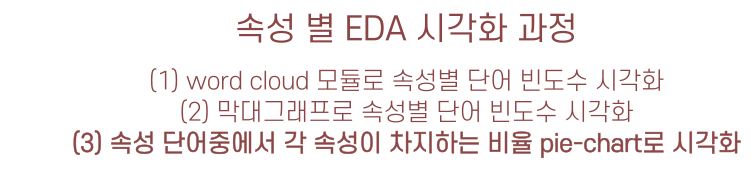 속성 별 EDA 시각화 과정
(1) word cloud 모듈로 속성별 단어 빈도수 시각화
(2) 막대그래프로 속성별 단어 빈도수 시각화
(3) 속성 단어중에서 각 속성이 차지하는 비율 pie-chart로 시각화